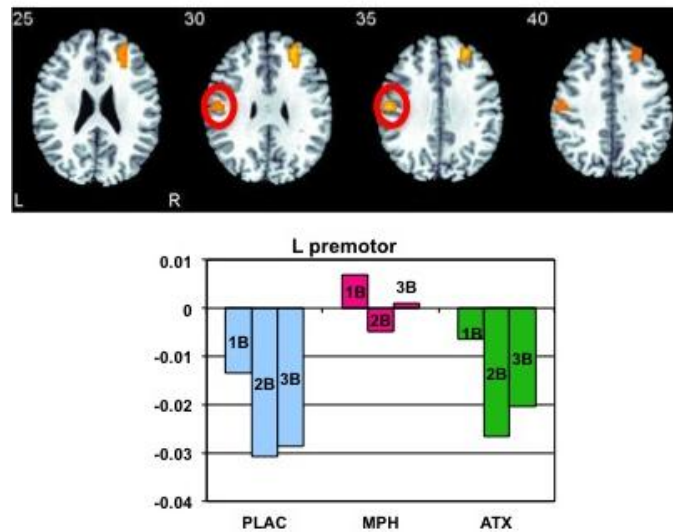 25 30 35 40
L R
L premotor
0.01
1B 3B
0
2B 1B
1B
-0.01
2B 3B 2B 3B
-0.02
-0.03
-0.04
PLAC MPH ATX